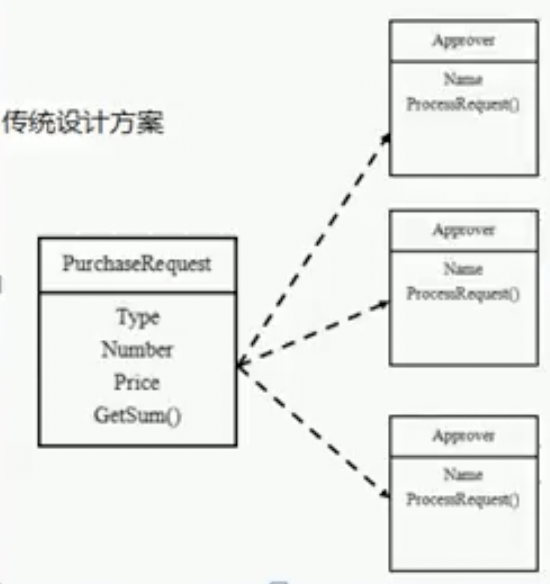 传统设计方案
PurchaseRequest
Type
Number
Price
GetSum()
Approver
Name
ProcessRequest()
Approver
Name
ProcessRequest()
Approver
Name
ProcessRequest()